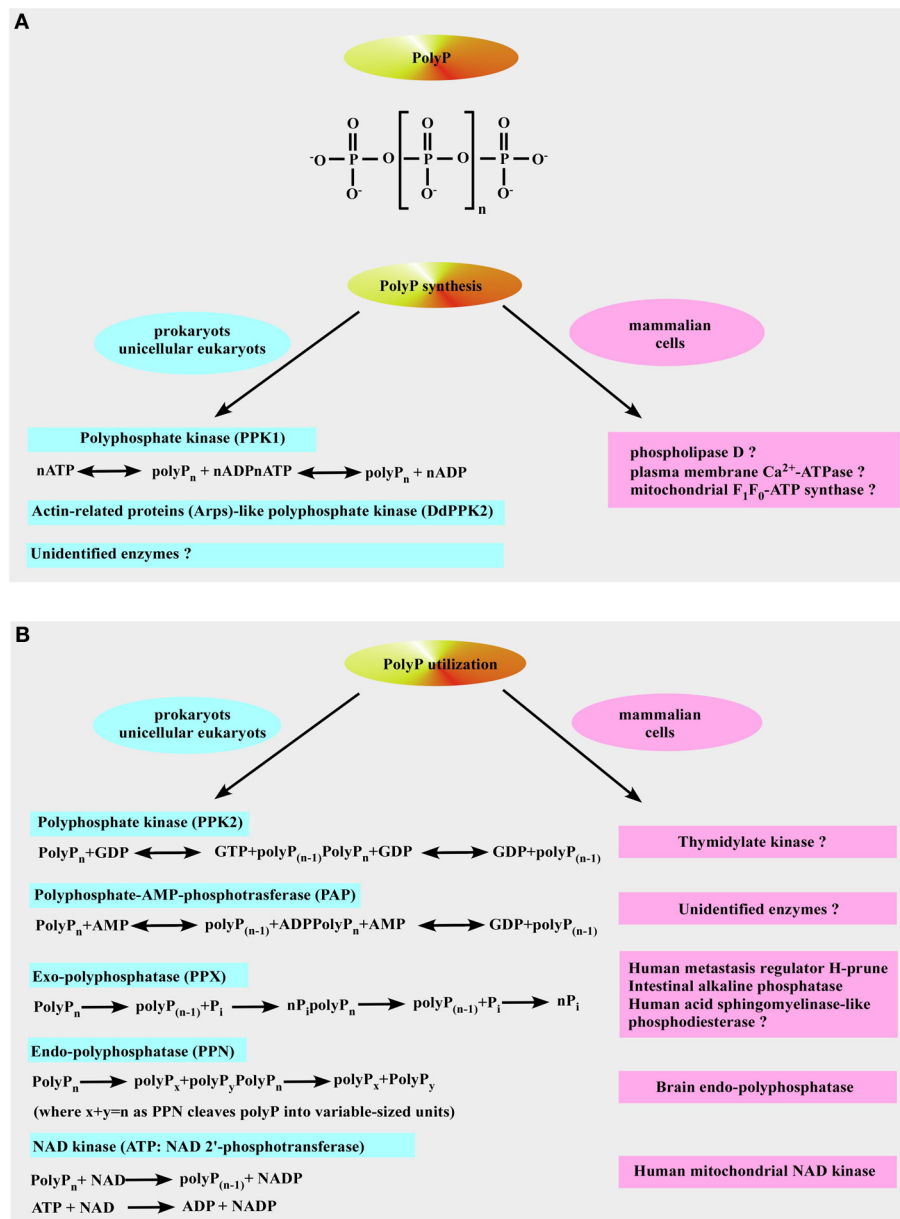 A
PolyP
O O O
-O P O P O P O-
O- O- O-
n
PolyP synthesis
prokaryots
unicellular eukaryots
mammalian
cells
Polyphosphate kinase (PPK1)
nATP ⟷ polyPn + nADPnATP ⟷ polyPn + nADP
Actin-related proteins (Arps)-like polyphosphate kinase (DdPPK2)
Unidentified enzymes ?
phospholipase D ?
plasma membrane Ca2+-ATPase ?
mitochondrial F1F0-ATP synthase ?
B
PolyP utilization
prokaryots
unicellular eukaryots
mammalian
cells
Polyphosphate kinase (PPK2)
PolyPn+GDP ⟷ GTP+polyP(n-1)PolyPn+GDP ⟷ GDP+polyP(n-1)
Thymidylate kinase ?
Polyphosphate-AMP-phosphotrasferase (PAP)
PolyPn+AMP ⟷ polyP(n-1)+ADPPolyPn+AMP ⟷ GDP+polyP(n-1)
Unidentified enzymes ?
Exo-polyphosphatase (PPX)
PolyPn ⟶ polyP(n-1)+Pi ⟶ nPipolyPn ⟶ polyP(n-1)+Pi ⟶ nPi
Human metastasis regulator H-prune
Intestinal alkaline phosphatase
Human acid sphingomyelinase-like
phosphodiesterase ?
Endo-polyphosphatase (PPN)
PolyPn ⟶ polyPx+polyPyPolyPn ⟶ polyPx+PolyPy
(where x+y=n as PPN cleaves polyP into variable-sized units)
Brain endo-polyphosphatase
NAD kinase (ATP: NAD 2'-phosphotransferase)
PolyPn+ NAD ⟶ polyP(n-1)+ NADP
ATP + NAD ⟶ ADP + NADP
Human mitochondrial NAD kinase